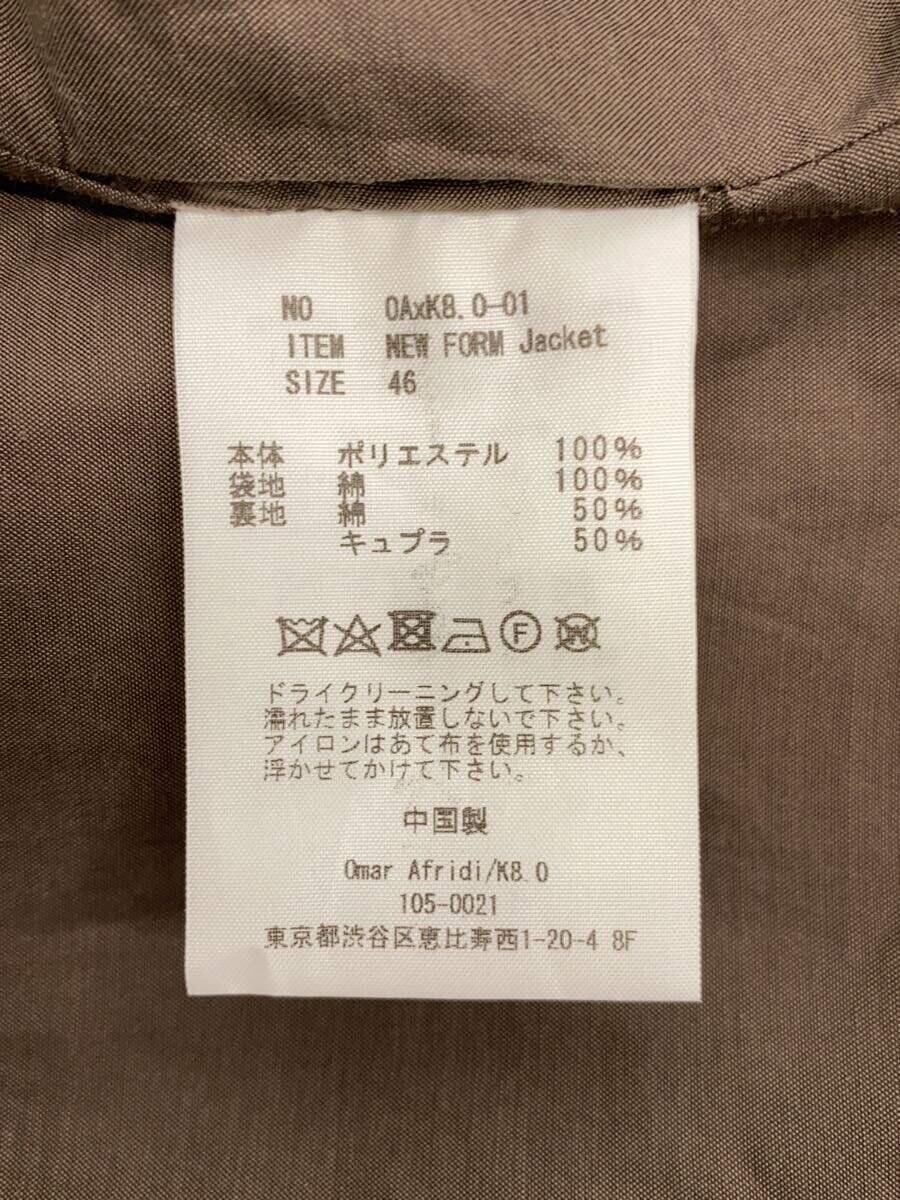 NO OAxK8.0-01
ITEM NEW FORM Jacket
SIZE 46
本体 ポリエステル 100%
袋地 綿 100%
裏地 綿 50%
キュプラ 50%
F
W
ドライクリーニングして下さい。
濡れたまま放置しないで下さい。
アイロンはあて布を使用するか、
浮かせてかけて下さい。
中国製
Omar Afridi/K8.0
105-0021
東京都渋谷区恵比寿西1-20-4 8F